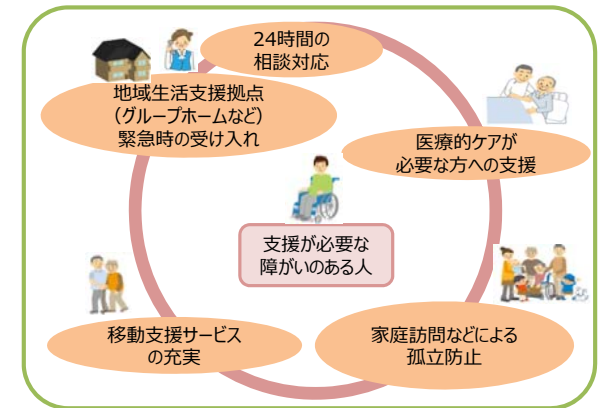 24時間の
相談対応
地域生活支援拠点
（グループホームなど）
緊急時の受け入れ
医療的ケアが
必要な方への支援
支援が必要な
障がいのある人
移動支援サービス
の充実
家庭訪問などによる
孤立防止